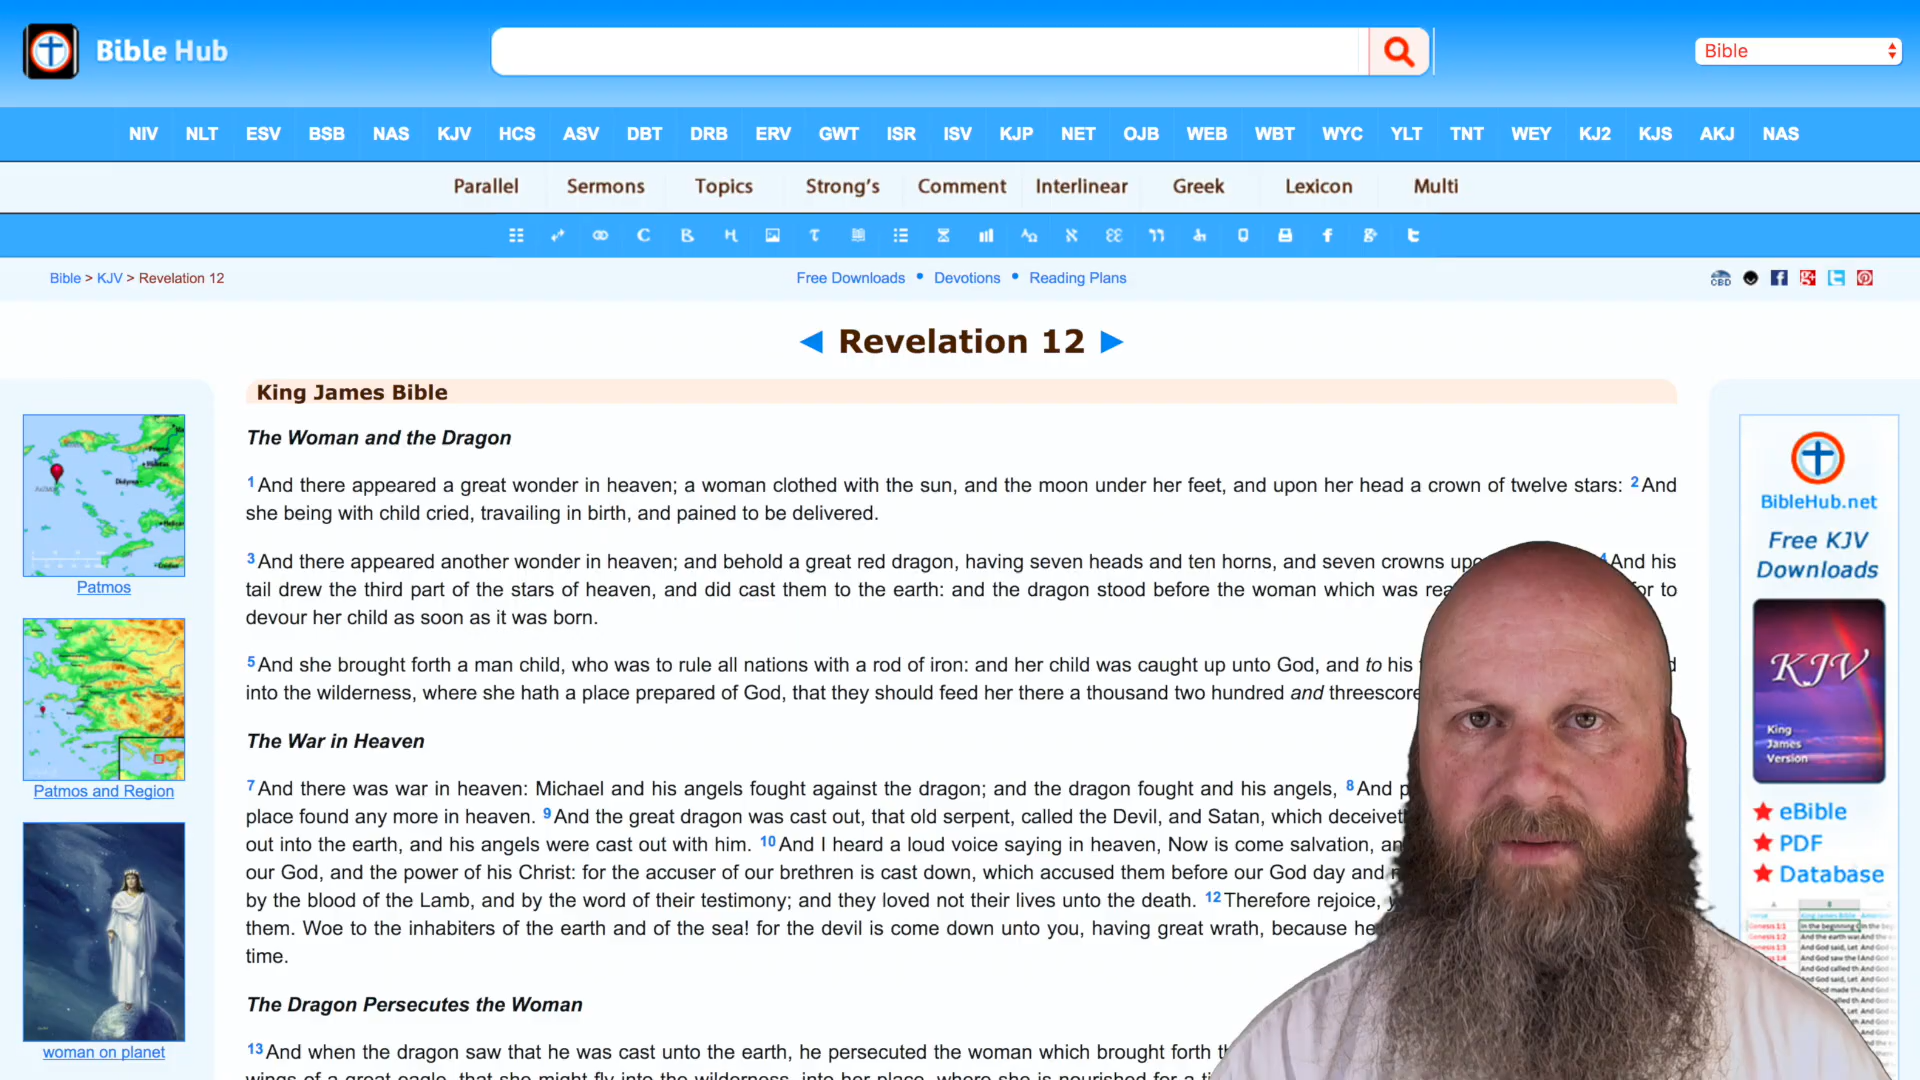 Bible Hub
Bible
NIV NLT ESV BSB NAS KJV HCS ASV DBT DRB ERV GWT ISR ISV KJP NET OJB WEB WBT WYC YLT TNT WEY KJ2 KJS AKJ NAS
Parallel Sermons Topics Strong's Comment Interlinear Greek Lexicon Multi
Bible > KJV > Revelation 12
Free Downloads • Devotions • Reading Plans
CBD
◄ Revelation 12 ►
King James Bible
The Woman and the Dragon
1 And there appeared a great wonder in heaven; a woman clothed with the sun, and the moon under her feet, and upon her head a crown of twelve stars: 2 And
she being with child cried, travailing in birth, and pained to be delivered.
3 And there appeared another wonder in heaven; and behold a great red dragon, having seven heads and ten horns, and seven crowns 4 And his
tail drew the third part of the stars of heaven, and did cast them to the earth: and the dragon stood before the woman which was for to
devour her child as soon as it was born.
5 And she brought forth a man child, who was to rule all nations with a rod of iron: and her child was caught up unto God, and to his
into the wilderness, where she hath a place prepared of God, that they should feed her there a thousand two hundred and threescore
The War in Heaven
7 And there was war in heaven: Michael and his angels fought against the dragon; and the dragon fought and his angels, 8 And
place found any more in heaven. 9 And the great dragon was cast out, that old serpent, called the Devil, and Satan, which
out into the earth, and his angels were cast out with him. 10 And I heard a loud voice saying in heaven, Now is come salvation,
our God, and the power of his Christ: for the accuser of our brethren is cast down, which accused them before our God day and
by the blood of the Lamb, and by the word of their testimony; and they loved not their lives unto the death. 12 Therefore rejoice,
them. Woe to the inhabiters of the earth and of the sea! for the devil is come down unto you, having great wrath, because he
time.
The Dragon Persecutes the Woman
13 And when the dragon saw that he was cast unto the earth, he persecuted the woman which brought forth
wings of a great eagle, that she might fly into the wilderness, into her place, where she is nourished for a
Patmos
Patmos and Region
woman on planet
BibleHub.net
Free KJV
Downloads
KJV
King
James
Version
★ eBible
★ PDF
★ Database